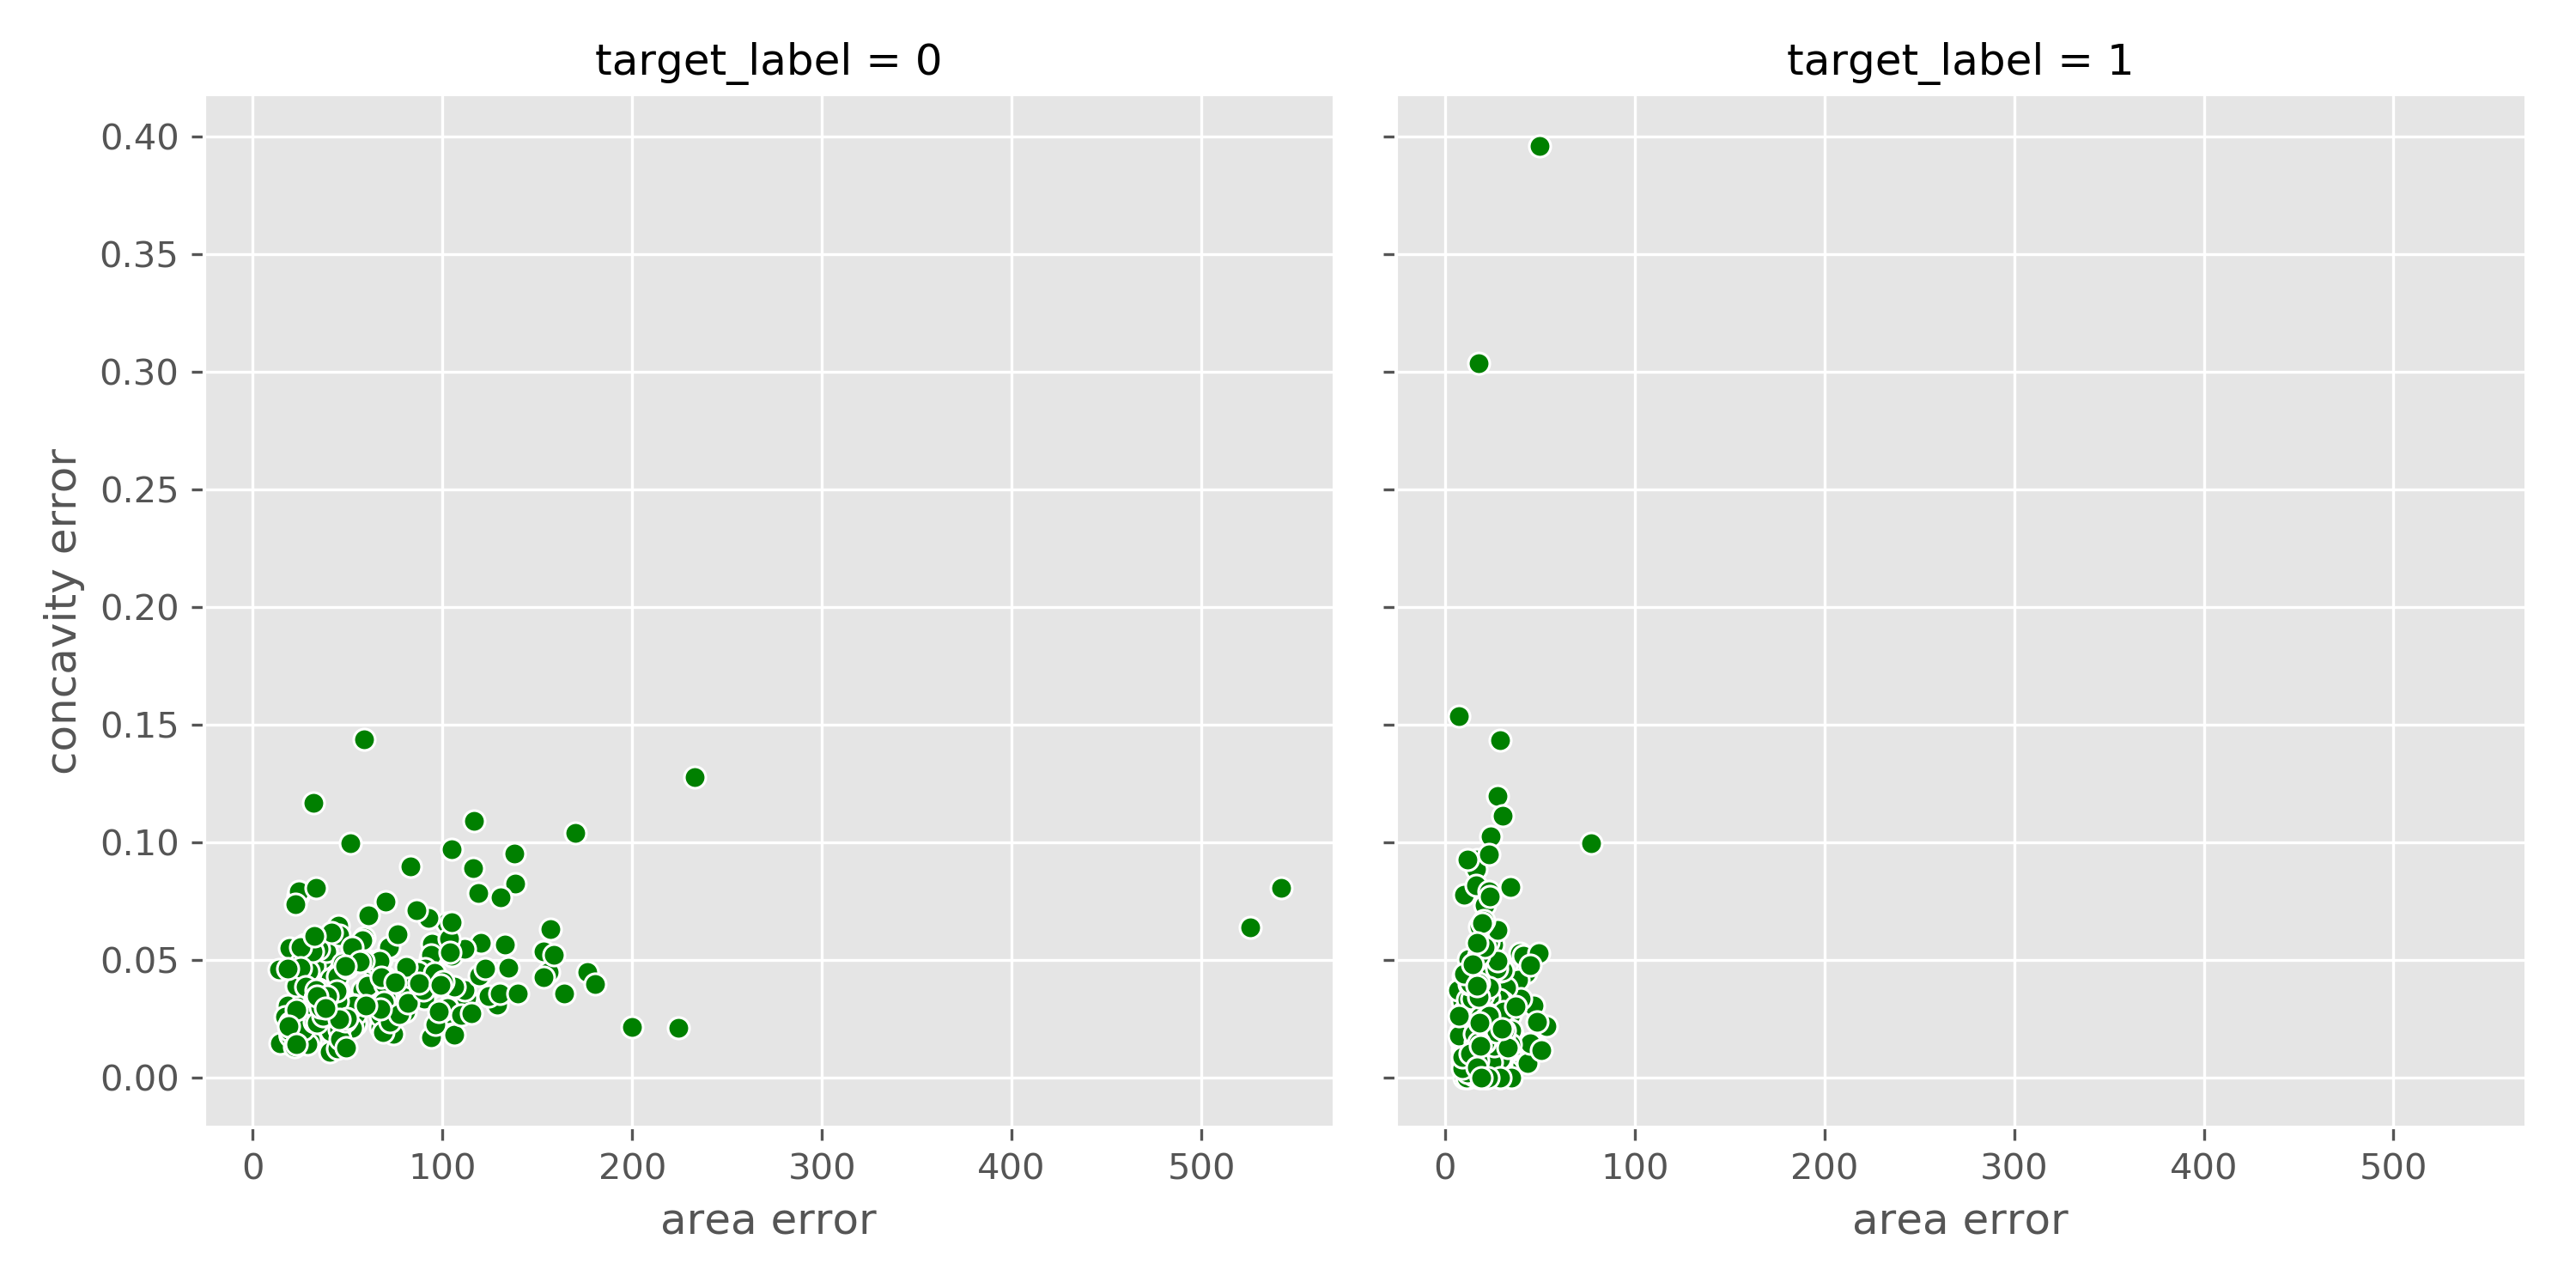 target_label = 0
target_label = 1
0.40
0.35
0.30
0.25
0.20
0.15
0.10
0.05
0.00
concavity error
0 100 200 300 400 500
0 100 200 300 400 500
area error
area error